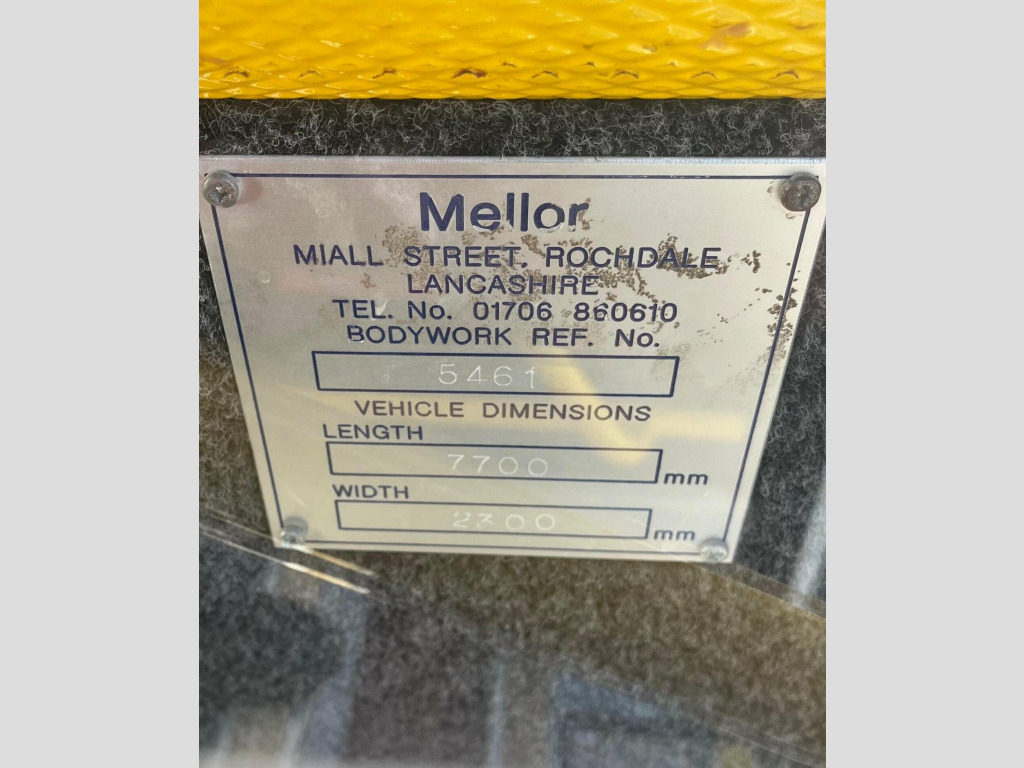 Mellor
MIALL STREET, ROCHDALE
LANCASHIRE
TEL. No. 01706 860610
BODYWORK REF. No.
5461
VEHICLE DIMENSIONS
LENGTH
7700 mm
WIDTH
2300 mm